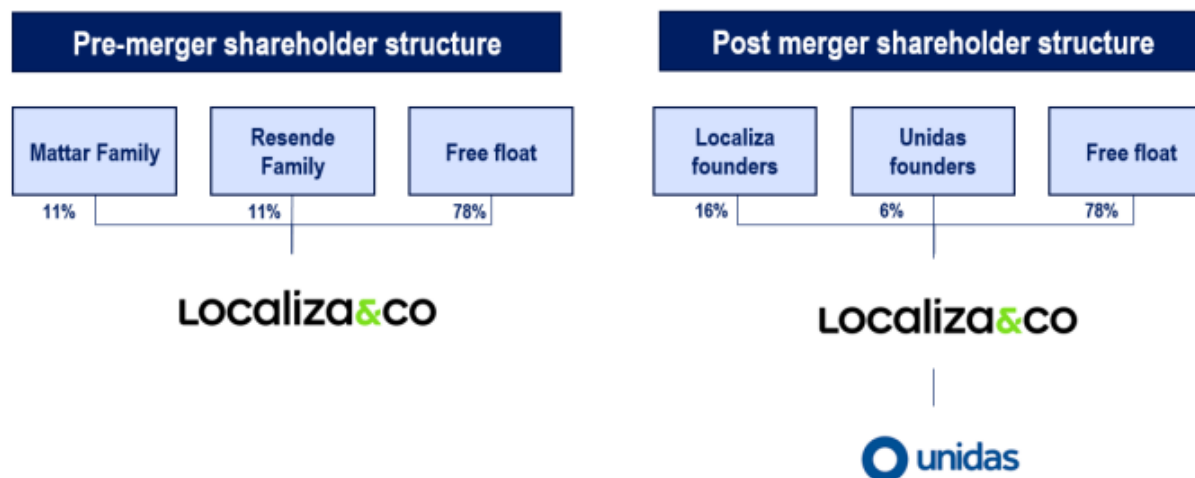 Pre-merger shareholder structure
Mattar Family
Resende
Family
Free float
11%
11%
78%
Localiza&co
Post merger shareholder structure
Localiza
founders
Unidas
founders
Free float
16%
6%
78%
Localiza&co
unidas